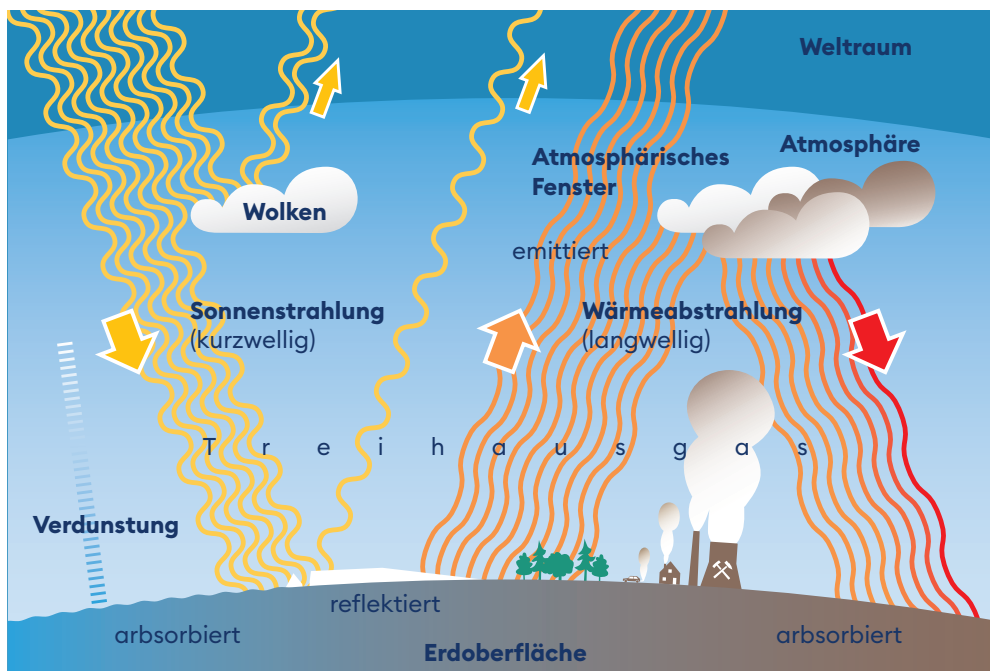 Weltraum
Atmosphäre
Atmosphärisches
Fenster
Wolken
emittiert
Sonnenstrahlung
(kurzwellig)
Wärmeabstrahlung
(langwellig)
T r e i h a u s g a s
Verdunstung
reflektiert
arbsorbiert
arbsorbiert
Erdoberfläche